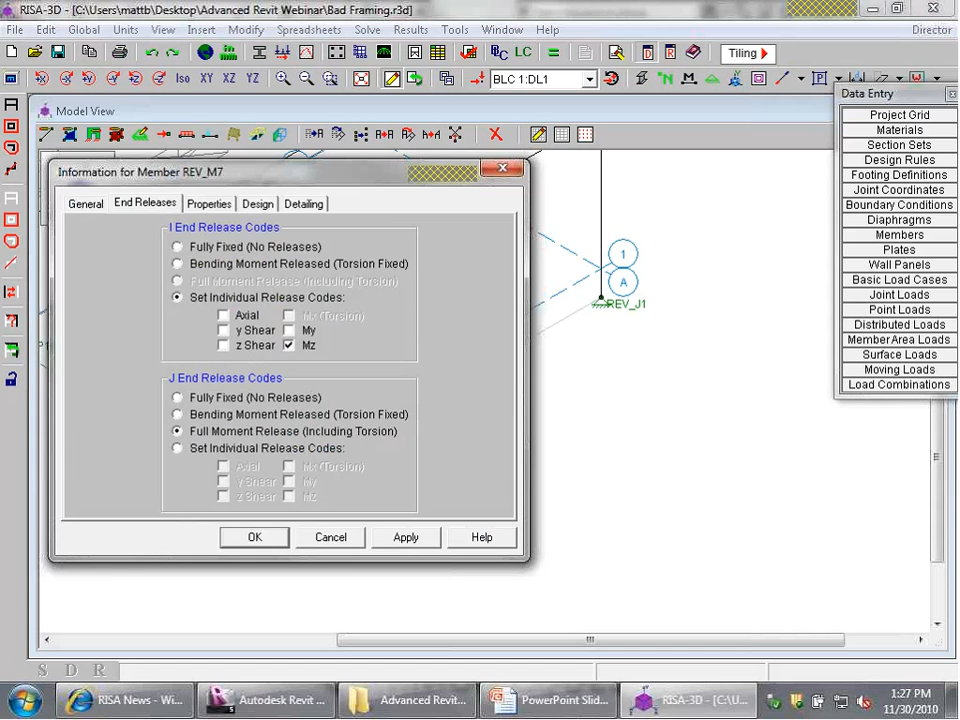 RISA-3D - [C:\Users\mattb\Desktop\Advanced Revit Webinar\Bad Framing.r3d]
File Edit Global Units View Insert Modify Spreadsheets Solve Results Tools Window Help Director
BC LC = Tiling
Iso XY XZ YZ BLC 1:DL1
Model View
Data Entry
Project Grid
Materials
Section Sets
Design Rules
Footing Definitions
Joint Coordinates
Boundary Conditions
Diaphragms
Members
Plates
Wall Panels
Basic Load Cases
Joint Loads
Point Loads
Distributed Loads
Member Area Loads
Surface Loads
Moving Loads
Load Combinations
Information for Member REV_M7
General End Releases Properties Design Detailing
I End Release Codes
Fully Fixed (No Releases)
Bending Moment Released (Torsion Fixed)
Full Moment Released (Including Torsion)
Set Individual Release Codes:
Axial Mx (Torsion)
y Shear My
z Shear Mz
J End Release Codes
Fully Fixed (No Releases)
Bending Moment Released (Torsion Fixed)
Full Moment Release (Including Torsion)
Set Individual Release Codes:
Axial Mx (Torsion)
y Shear My
z Shear Mz
OK Cancel Apply Help
1
A
REV_J1
S D R
RISA News - Wi... Autodesk Revit ... Advanced Revit... PowerPoint Slid... RISA-3D - [C:\U...
1:27 PM
11/30/2010